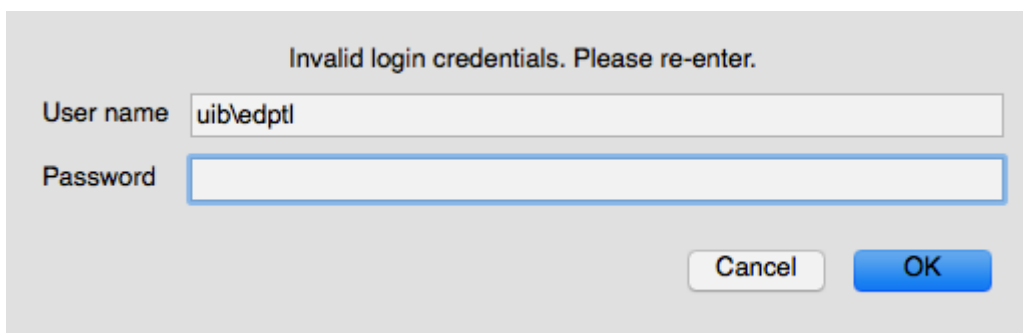 Invalid login credentials. Please re-enter.
User name uib\edptl
Password
Cancel OK